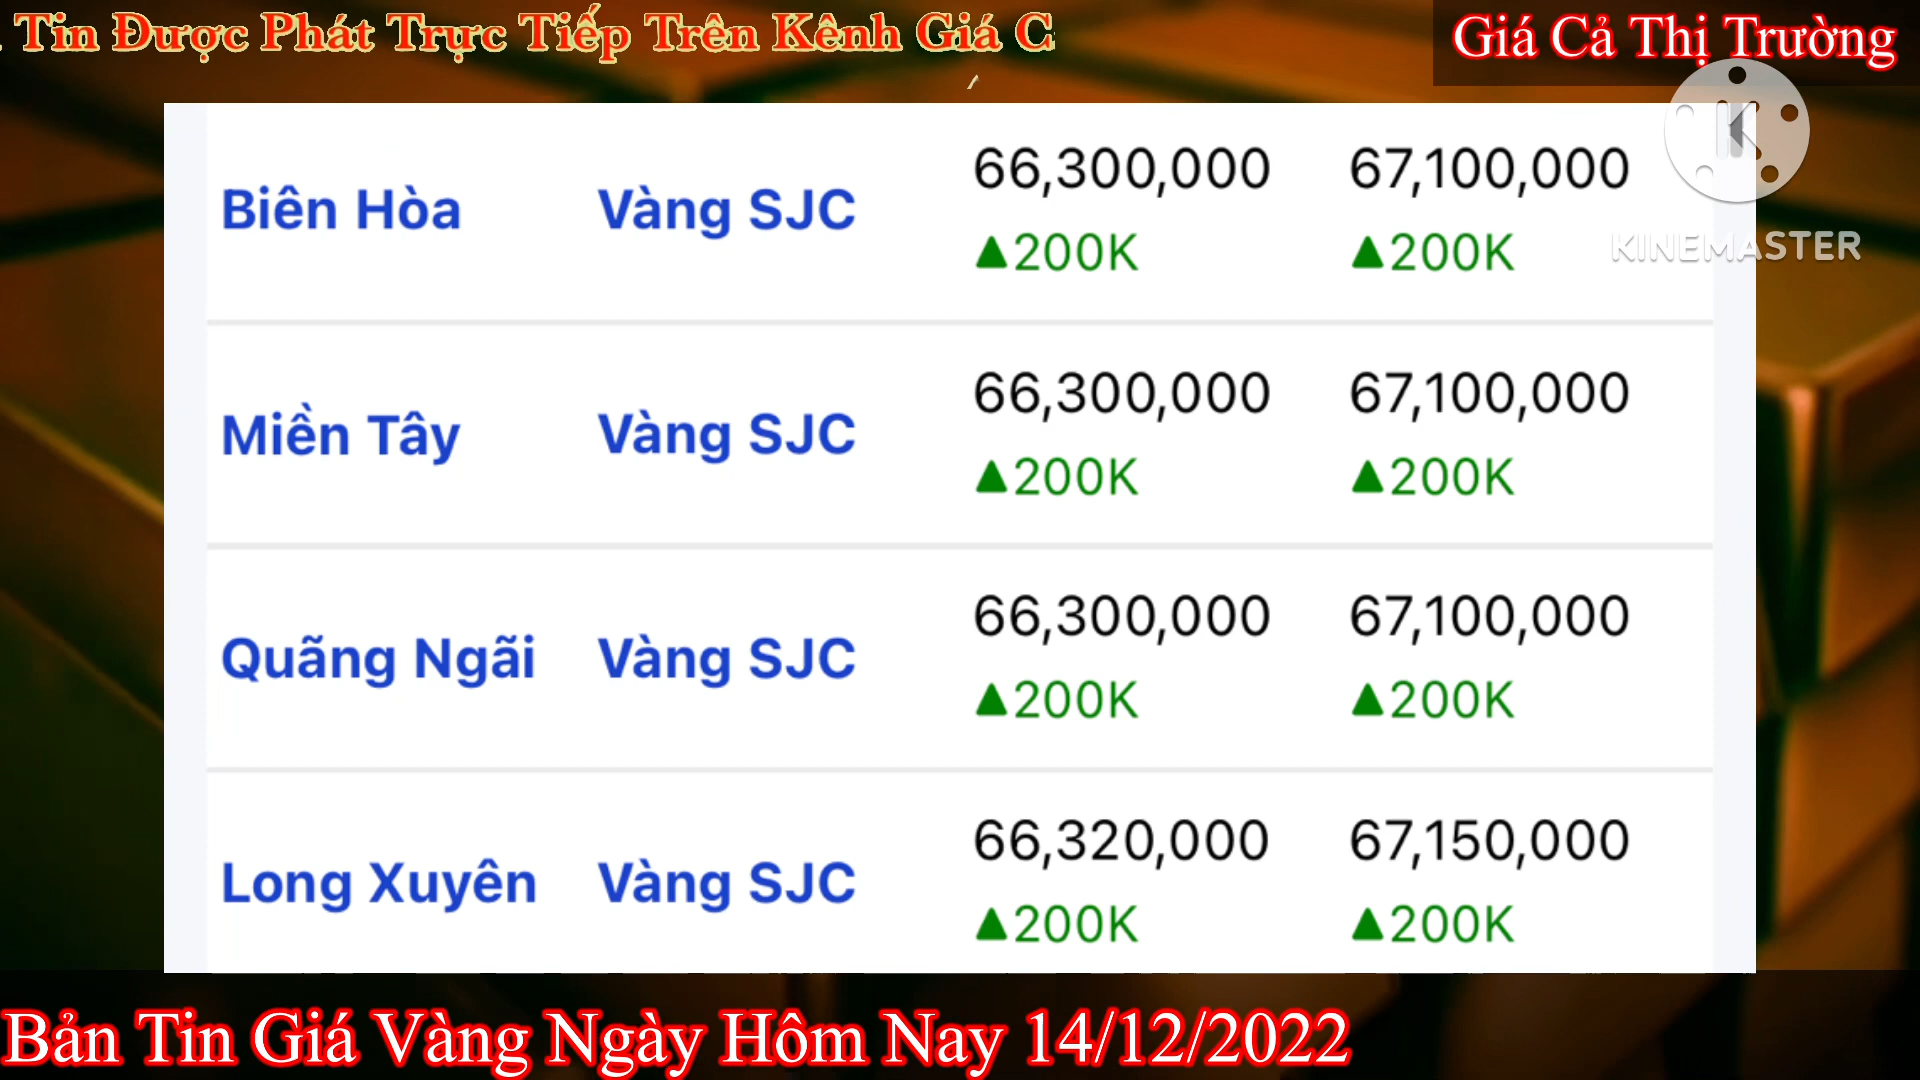 Tin Được Phát Trực Tiếp Trên Kênh Giá C
Giá Cả Thị Trường
KINEMASTER
Biên Hòa Vàng SJC 66,300,000 67,100,000
▲200K ▲200K
Miền Tây Vàng SJC 66,300,000 67,100,000
▲200K ▲200K
Quãng Ngãi Vàng SJC 66,300,000 67,100,000
▲200K ▲200K
Long Xuyên Vàng SJC 66,320,000 67,150,000
▲200K ▲200K
Bản Tin Giá Vàng Ngày Hôm Nay 14/12/2022